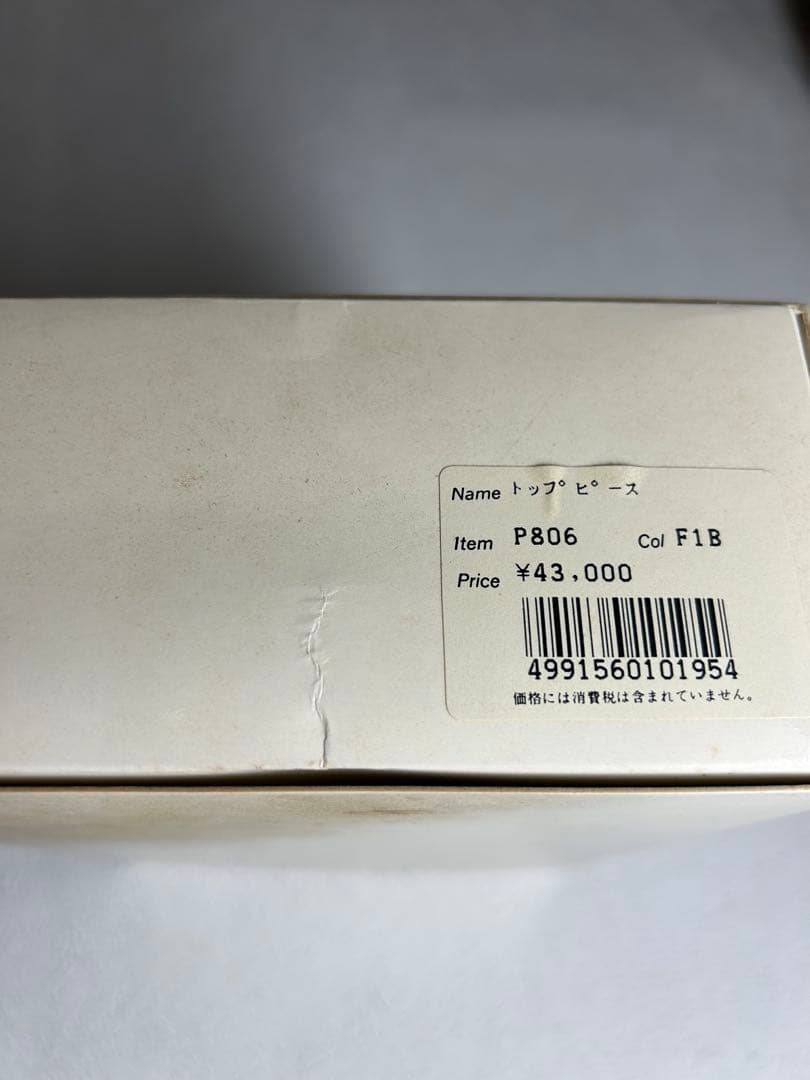 Name トップピース
Item P806 Col F1B
Price ¥43,000
4991560101954
価格には消費税は含まれていません。